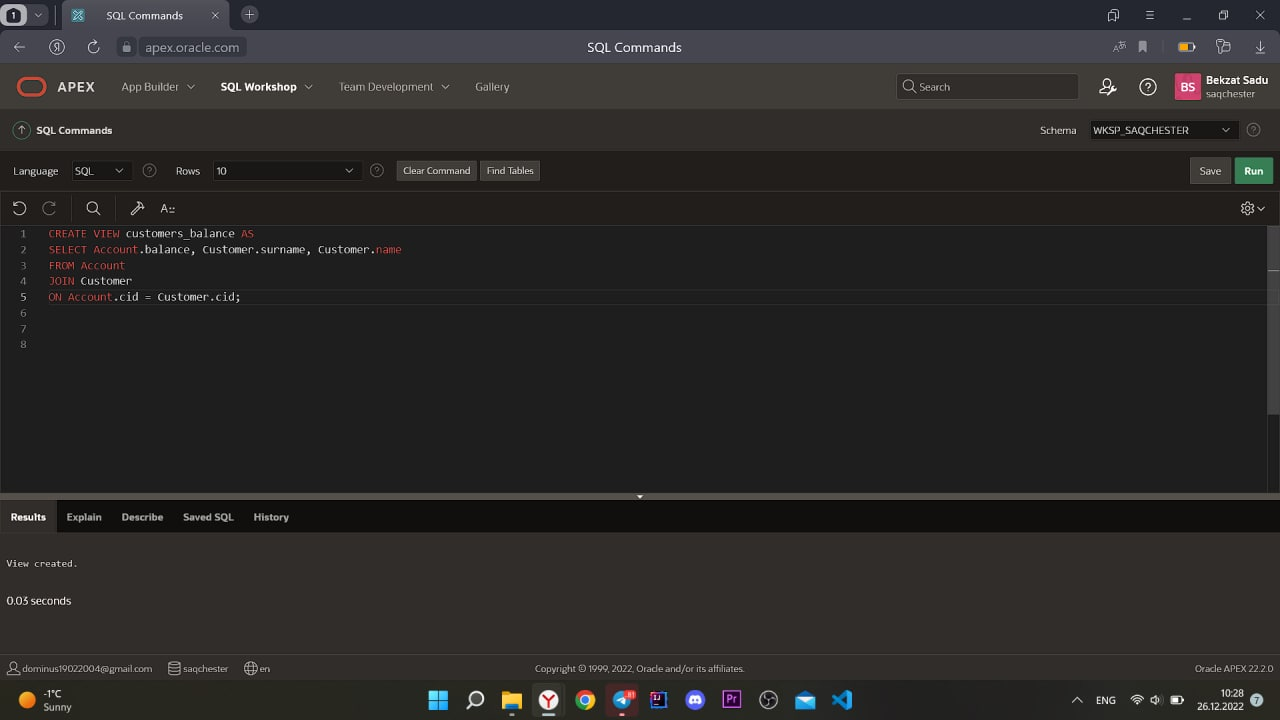 1
SQL Commands
apex.oracle.com
SQL Commands
APEX
App Builder
SQL Workshop
Team Development
Gallery
Search
BS
Bekzat Sadu
saqchester
SQL Commands
Schema
WKSP_SAQCHESTER
Language
SQL
Rows
10
Clear Command
Find Tables
Save
Run
1 CREATE VIEW customers_balance AS
2 SELECT Account.balance, Customer.surname, Customer.name
3 FROM Account
4 JOIN Customer
5 ON Account.cid = Customer.cid;
6
7
8
Results
Explain
Describe
Saved SQL
History
View created.
0.03 seconds
dominus19022004@gmail.com
saqchester
en
Copyright © 1999, 2022, Oracle and/or its affiliates.
Oracle APEX 22.2.0
-1°C
Sunny
Pr
ENG
10:28
26.12.2022
7